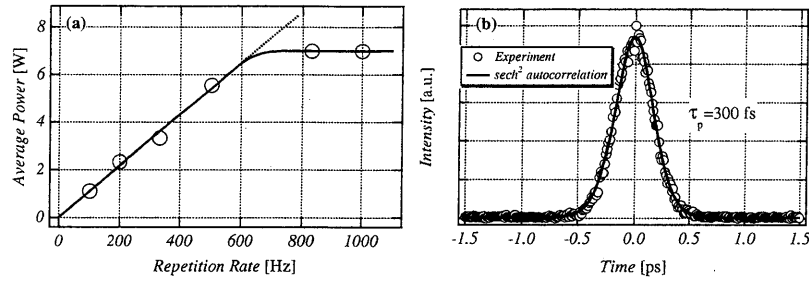 (a)
8
6
4
2
0
Average Power [W]
0 200 400 600 800 1000
Repetition Rate [Hz]
(b)
Experiment
sech² autocorrelation
τp=300 fs
Intensity [a.u.]
-1.5 -1.0 -0.5 0.0 0.5 1.0 1.5
Time [ps]